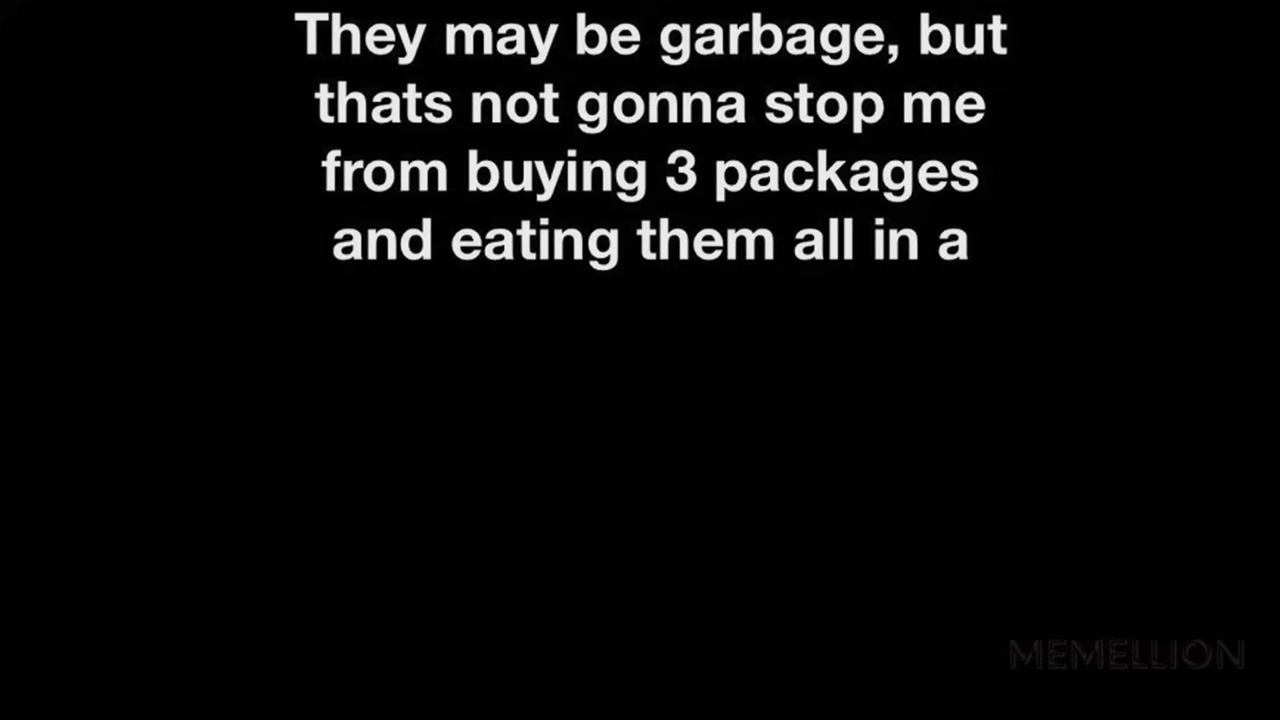 They may be garbage, but
thats not gonna stop me
from buying 3 packages
and eating them all in a
MEMELLION